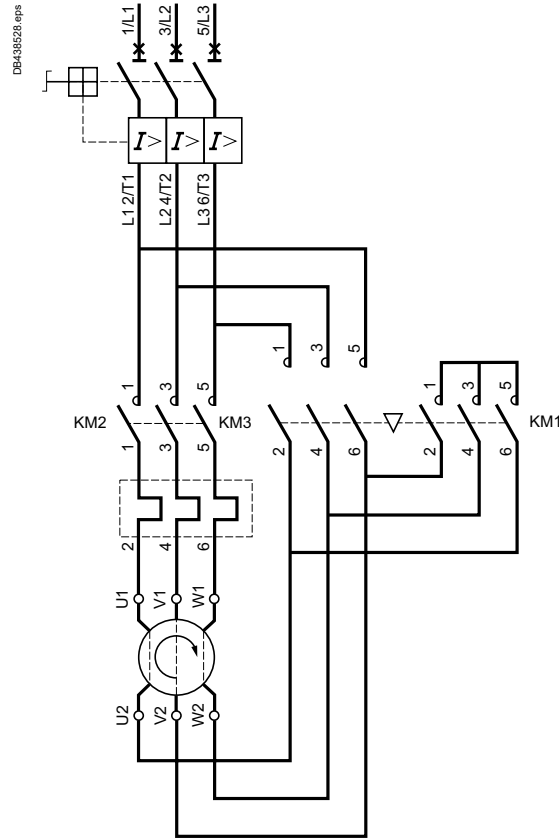 DB438528.eps
1/L1 3/L2 5/L3
I> I> I>
L1 2/T1 L2 4/T2 L3 6/T3
1 3 5
1 3 5
1 3 5
KM2 KM3 KM1
1 3 5
2 4 6
2 4 6
2 4 6
U1 V1 W1
U2 V2 W2